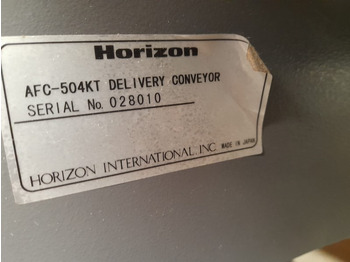 Horizon
AFC-504KT DELIVERY CONVEYOR
SERIAL No. 028010
HORIZON INTERNATIONAL, INC. MADE IN JAPAN